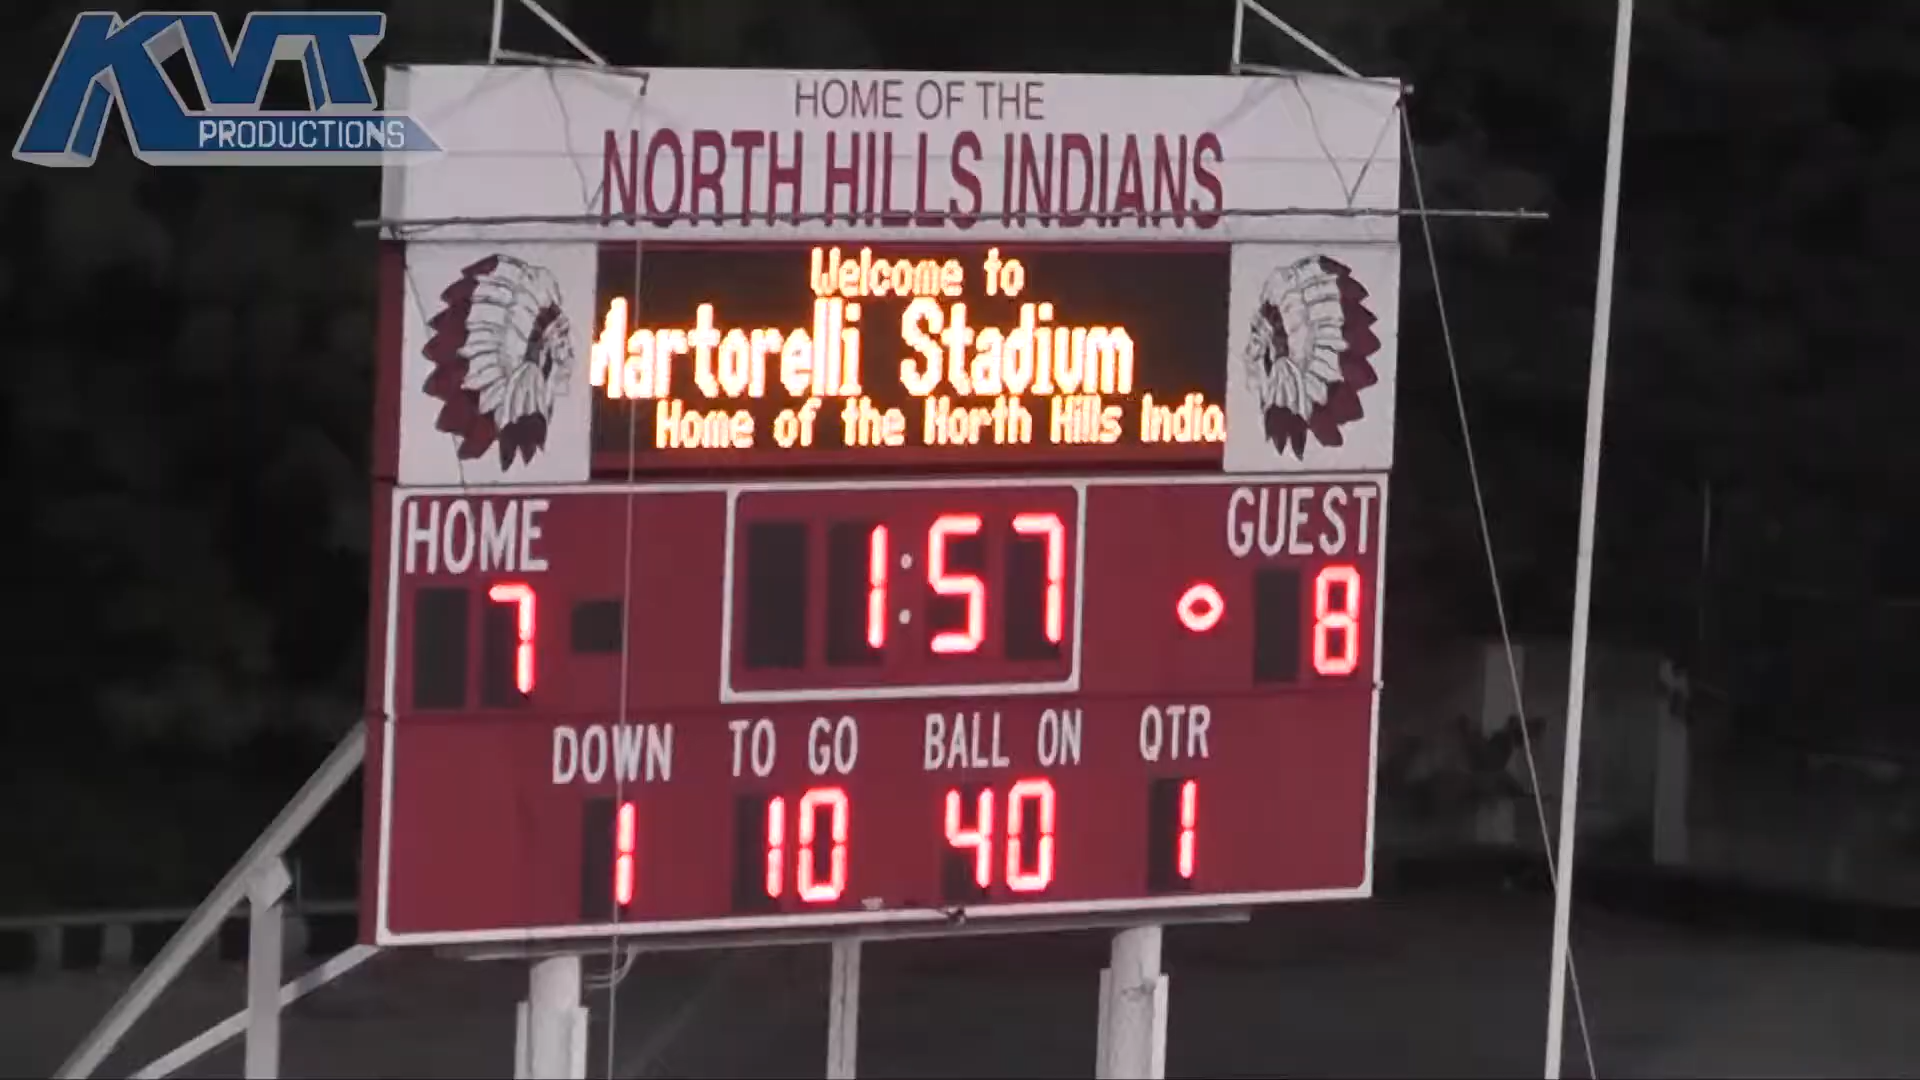 KVT
PRODUCTIONS
HOME OF THE
NORTH HILLS INDIANS
Welcome to
Martorelli Stadium
Home of the North Hills India
HOME
GUEST
7
1:57
8
DOWN
TO GO
BALL ON
QTR
1
10
40
1